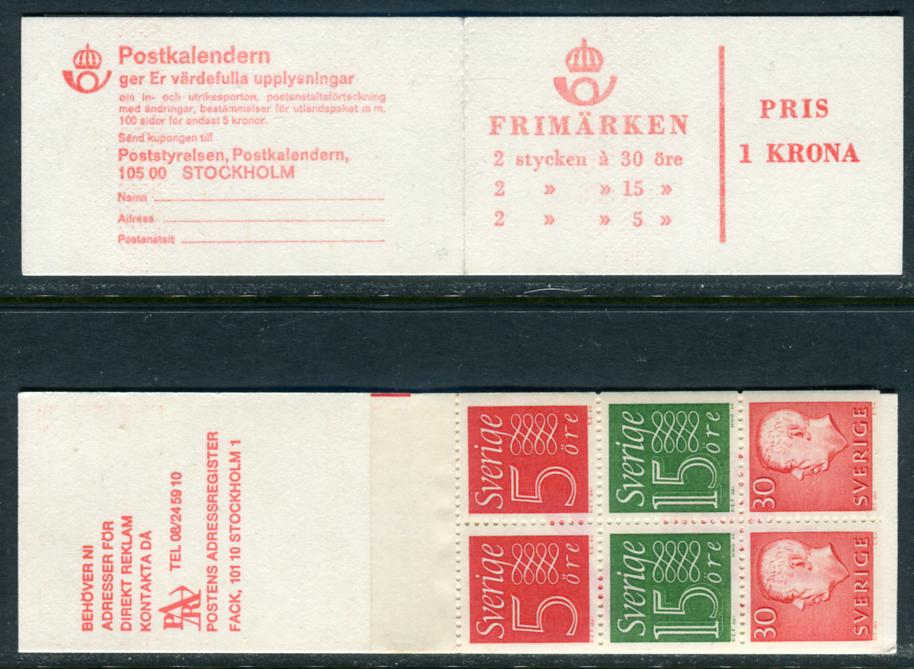 Postkalendern
ger Er värdefulla upplysningar
om in- och utrikesporton, postanstaltsförteckning
med ändringar, bestämmelser för utlandspaket m m.
100 sidor för endast 5 kronor.
Sänd kupongen till
Poststyrelsen, Postkalendern,
105 00 STOCKHOLM
Namn
Adress
Postanstalt
FRIMÄRKEN
2 stycken à 30 öre
2 » » 15 »
2 » » 5 »
PRIS
1 KRONA
BEHÖVER NI
ADRESSER FÖR
DIREKT REKLAM
KONTAKTA DÅ
PAR TEL 08/24 59 10
POSTENS ADRESSREGISTER
FACK, 101 10 STOCKHOLM 1
Sverige
5 öre
Sverige
15 öre
30
SVERIGE
Sverige
5 öre
Sverige
15 öre
30
SVERIGE